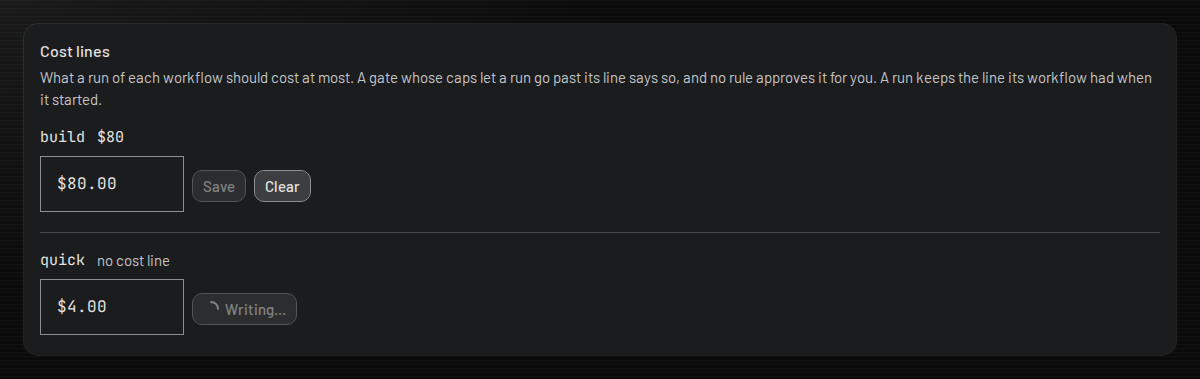 Cost lines
What a run of each workflow should cost at most. A gate whose caps let a run go past its line says so, and no rule approves it for you. A run keeps the line its workflow had when
it started.
build $80
$80.00 Save Clear
quick no cost line
$4.00 Writing...